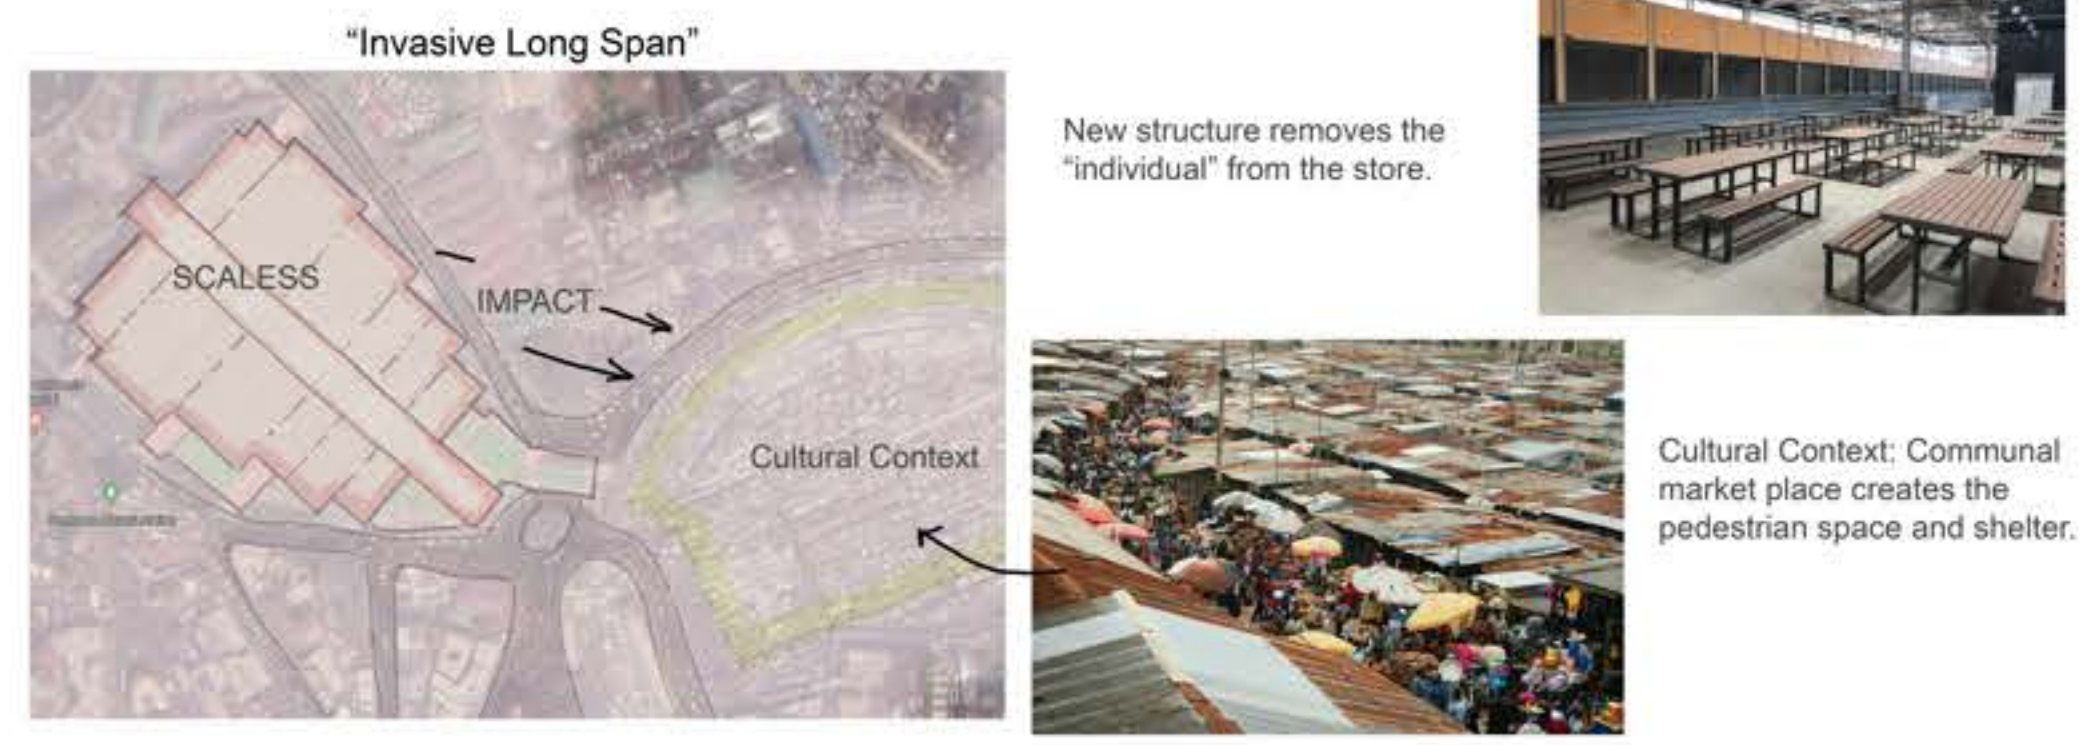 “Invasive Long Span”
SCALESS
IMPACT
Cultural Context
New structure removes the
“individual” from the store.
Cultural Context: Communal
market place creates the
pedestrian space and shelter.